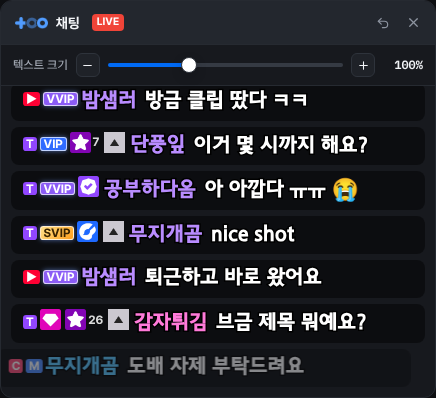 채팅 LIVE
텍스트 크기 100%
VVIP 밤샐러 방금 클립 땄다 ㅋㅋ
T VIP 7 단풍잎 이거 몇 시까지 해요?
T VVIP 공부하다옴 아 아깝다 ㅠㅠ 😭
T SVIP 무지개곰 nice shot
VVIP 밤샐러 퇴근하고 바로 왔어요
T 26 감자튀김 브금 제목 뭐예요?
C M 무지개곰 도배 자제 부탁드려요